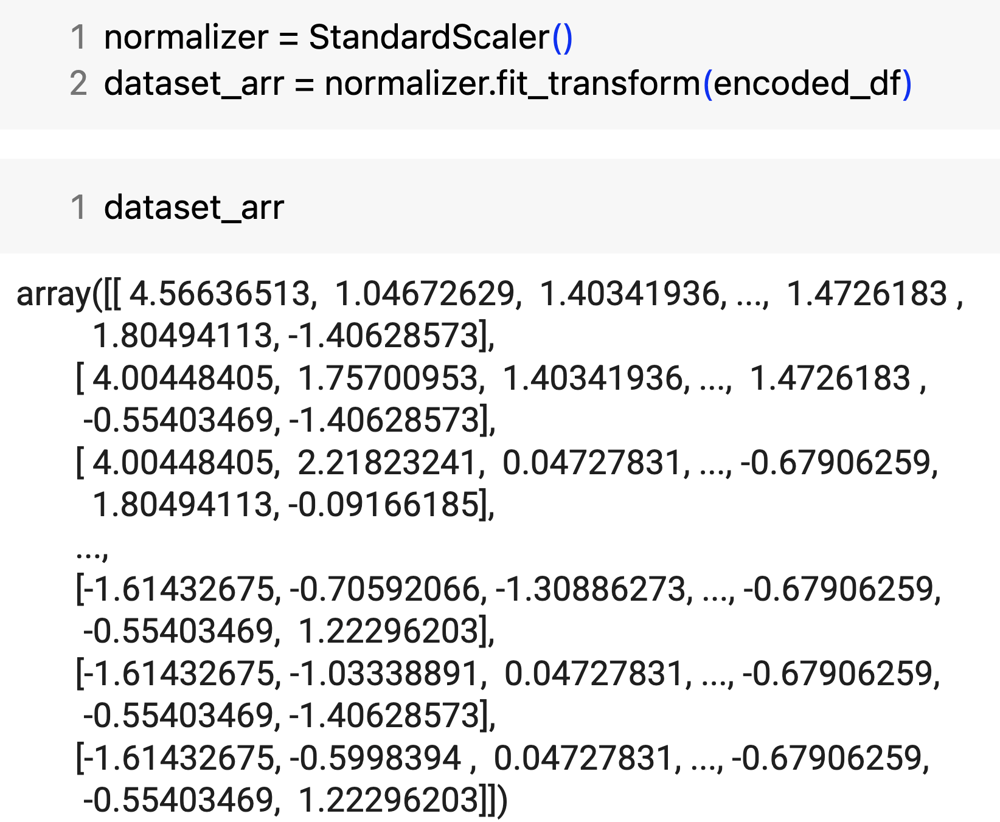 1 normalizer = StandardScaler()
2 dataset_arr = normalizer.fit_transform(encoded_df)
1 dataset_arr
array([[ 4.56636513,  1.04672629,  1.40341936, ...,  1.4726183 ,
1.80494113, -1.40628573],
[ 4.00448405,  1.75700953,  1.40341936, ...,  1.4726183 ,
-0.55403469, -1.40628573],
[ 4.00448405,  2.21823241,  0.04727831, ..., -0.67906259,
1.80494113, -0.09166185],
...,
[-1.61432675, -0.70592066, -1.30886273, ..., -0.67906259,
-0.55403469,  1.22296203],
[-1.61432675, -1.03338891,  0.04727831, ..., -0.67906259,
-0.55403469, -1.40628573],
[-1.61432675, -0.5998394 ,  0.04727831, ..., -0.67906259,
-0.55403469,  1.22296203]])